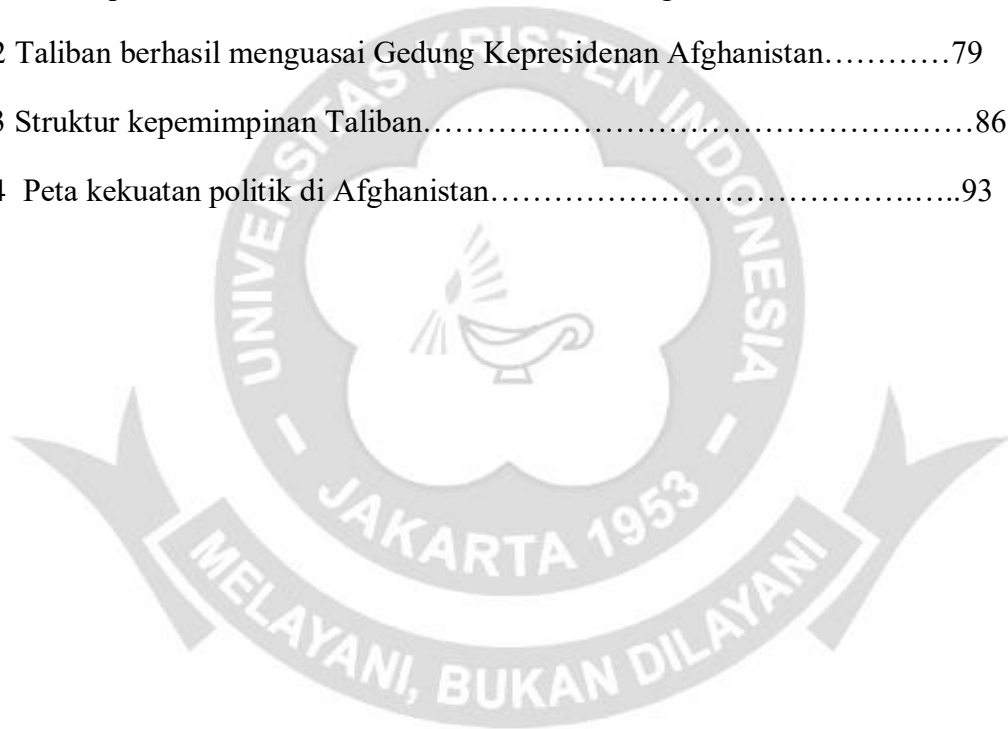 2 Taliban berhasil menguasai Gedung Kepresidenan Afghanistan…………79
3 Struktur kepemimpinan Taliban……………………………………….……86
4  Peta kekuatan politik di Afghanistan………………………………….…..93
UNIVERSITAS KRISTEN INDONESIA
- JAKARTA 1953 -
MELAYANI, BUKAN DILAYANI